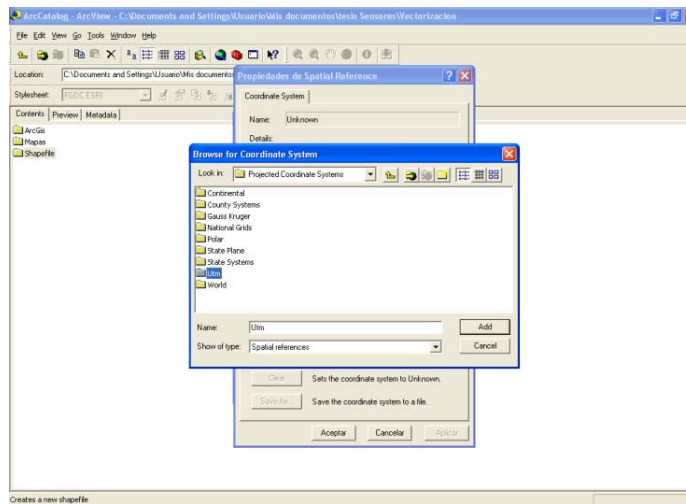 ArcCatalog - ArcView - C:\Documents and Settings\Usuario\Mis documentos\tesis Sensores\Vectorizacion
File Edit View Go Tools Window Help
Location: C:\Documents and Settings\Usuario\Mis documentos
Stylesheet: FGDC ESRI
Contents Preview Metadata
ArcGis
Mapas
Shapefile
Propiedades de Spatial Reference
Coordinate System
Name: Unknown
Details:
Browse for Coordinate System
Look in: Projected Coordinate Systems
Continental
County Systems
Gauss Kruger
National Grids
Polar
State Plane
State Systems
Utm
World
Name: Utm Add
Show of type: Spatial references Cancel
Clear Sets the coordinate system to Unknown.
Save As... Save the coordinate system to a file.
Aceptar Cancelar Aplicar
Creates a new shapefile